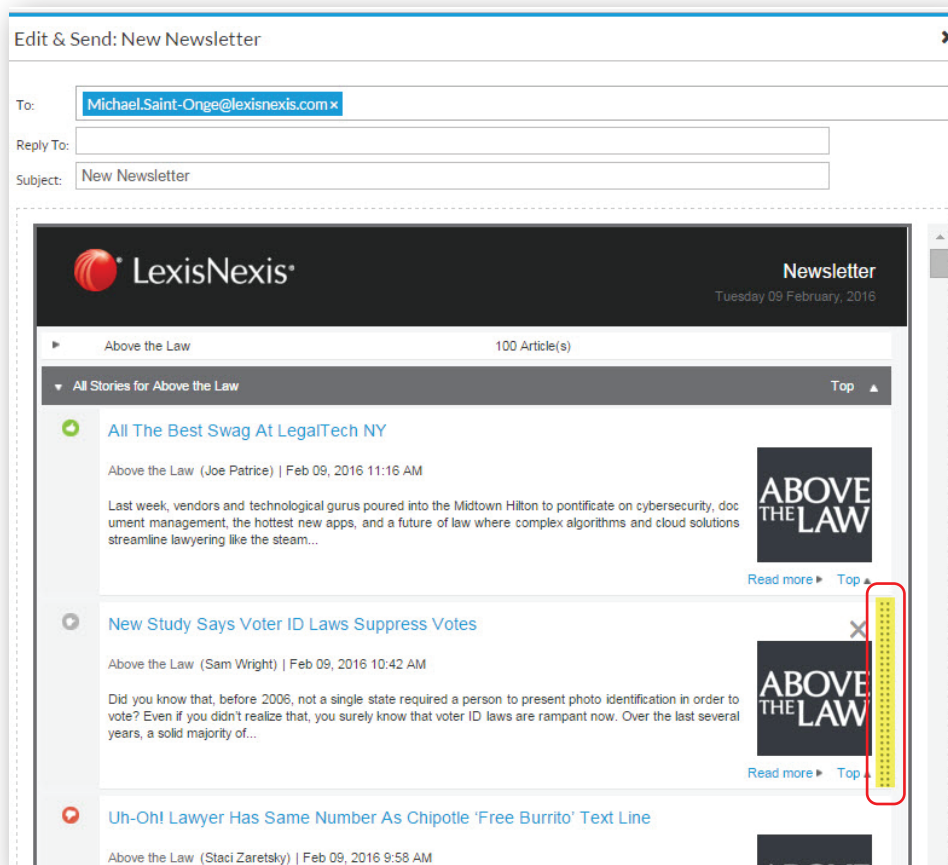 Edit & Send: New Newsletter
To: Michael.Saint-Onge@lexisnexis.com ×
Reply To:
Subject: New Newsletter
LexisNexis®
Newsletter
Tuesday 09 February, 2016
Above the Law 100 Article(s)
All Stories for Above the Law Top
All The Best Swag At LegalTech NY
Above the Law (Joe Patrice) | Feb 09, 2016 11:16 AM
Last week, vendors and technological gurus poured into the Midtown Hilton to pontificate on cybersecurity, doc
ument management, the hottest new apps, and a future of law where complex algorithms and cloud solutions
streamline lawyering like the steam...
ABOVE
THE LAW
Read more Top
New Study Says Voter ID Laws Suppress Votes
Above the Law (Sam Wright) | Feb 09, 2016 10:42 AM
Did you know that, before 2006, not a single state required a person to present photo identification in order to
vote? Even if you didn't realize that, you surely know that voter ID laws are rampant now. Over the last several
years, a solid majority of...
ABOVE
THE LAW
Read more Top
Uh-Oh! Lawyer Has Same Number As Chipotle ‘Free Burrito’ Text Line
Above the Law (Staci Zaretsky) | Feb 09, 2016 9:58 AM